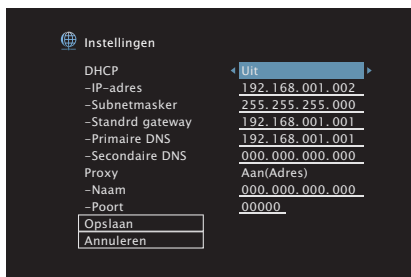 Instellingen
DHCP Uit
-IP-adres 192.168.001.002
-Subnetmasker 255.255.255.000
-Standrd gateway 192.168.001.001
-Primaire DNS 192.168.001.001
-Secondaire DNS 000.000.000.000
Proxy Aan(Adres)
-Naam 000.000.000.000
-Poort 00000
Opslaan
Annuleren